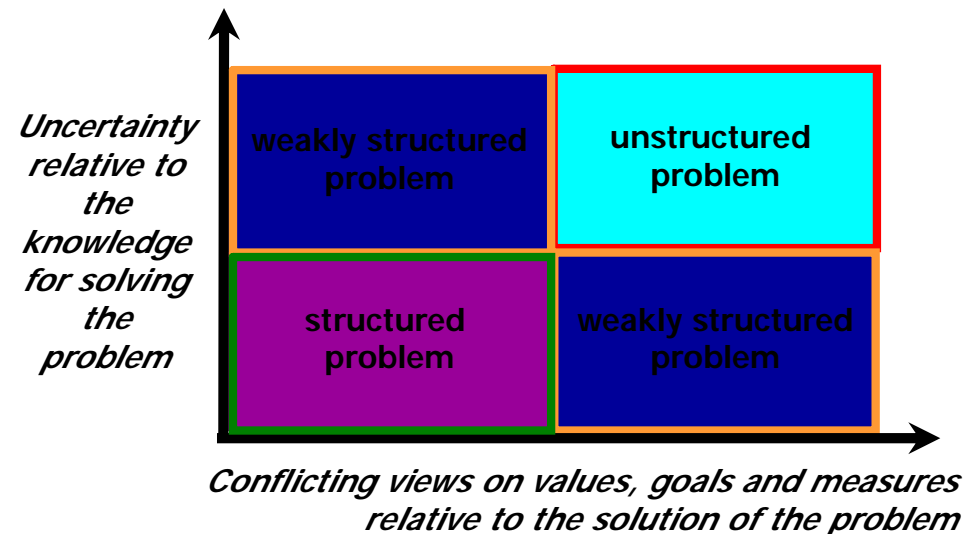 Uncertainty
relative to
the
knowledge
for solving
the
problem
weakly structured
problem
unstructured
problem
structured
problem
weakly structured
problem
Conflicting views on values, goals and measures
relative to the solution of the problem